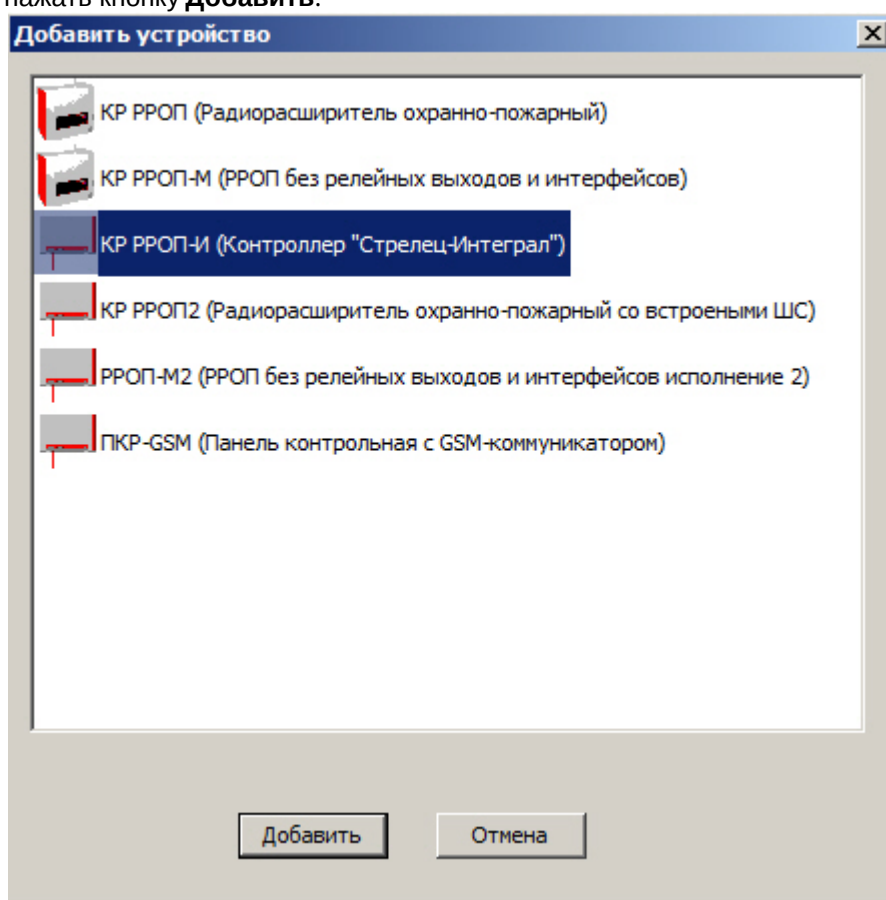 нажать кнопку Добавить.
Добавить устройство
КР РРОП (Радиорасширитель охранно-пожарный)
КР РРОП-М (РРОП без релейных выходов и интерфейсов)
КР РРОП-И (Контроллер "Стрелец-Интеграл")
КР РРОП2 (Радиорасширитель охранно-пожарный со встроеными ШС)
РРОП-М2 (РРОП без релейных выходов и интерфейсов исполнение 2)
ПКР-GSM (Панель контрольная с GSM-коммуникатором)
Добавить
Отмена